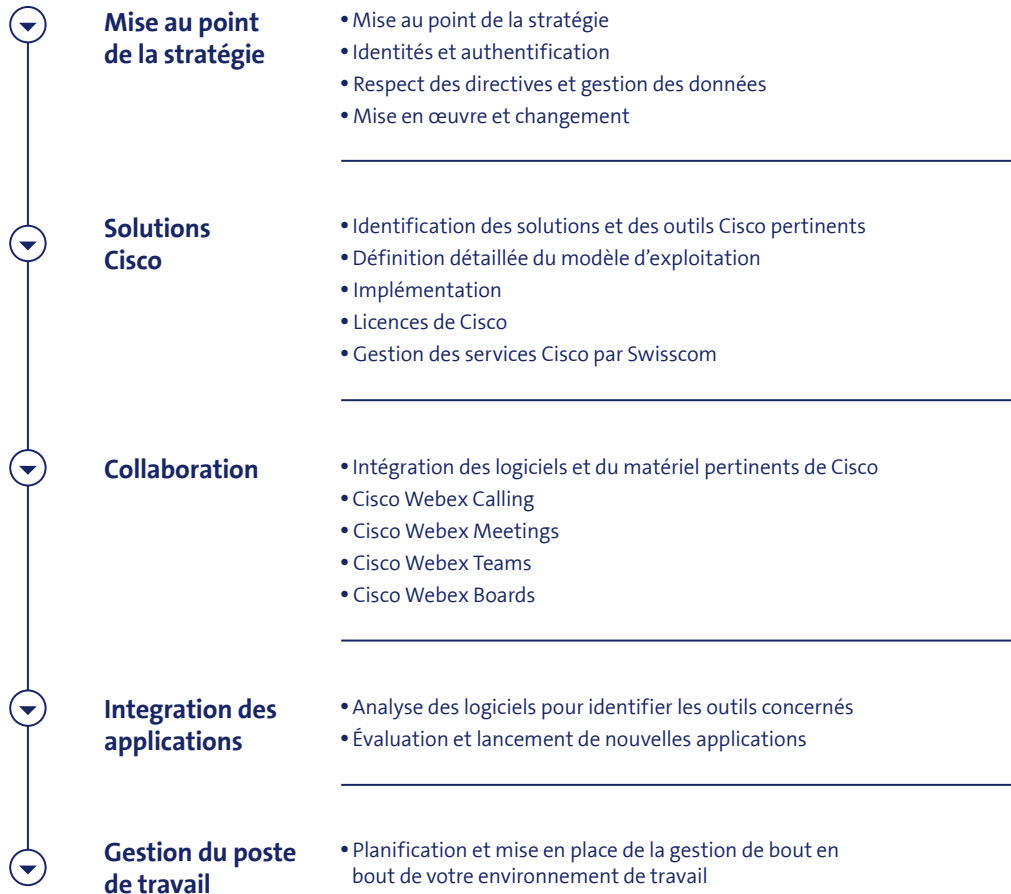 Mise au point
de la stratégie
• Mise au point de la stratégie
• Identités et authentification
• Respect des directives et gestion des données
• Mise en œuvre et changement
Solutions
Cisco
• Identification des solutions et des outils Cisco pertinents
• Définition détaillée du modèle d’exploitation
• Implémentation
• Licences de Cisco
• Gestion des services Cisco par Swisscom
Collaboration
• Intégration des logiciels et du matériel pertinents de Cisco
• Cisco Webex Calling
• Cisco Webex Meetings
• Cisco Webex Teams
• Cisco Webex Boards
Integration des
applications
• Analyse des logiciels pour identifier les outils concernés
• Évaluation et lancement de nouvelles applications
Gestion du poste
de travail
• Planification et mise en place de la gestion de bout en
bout de votre environnement de travail